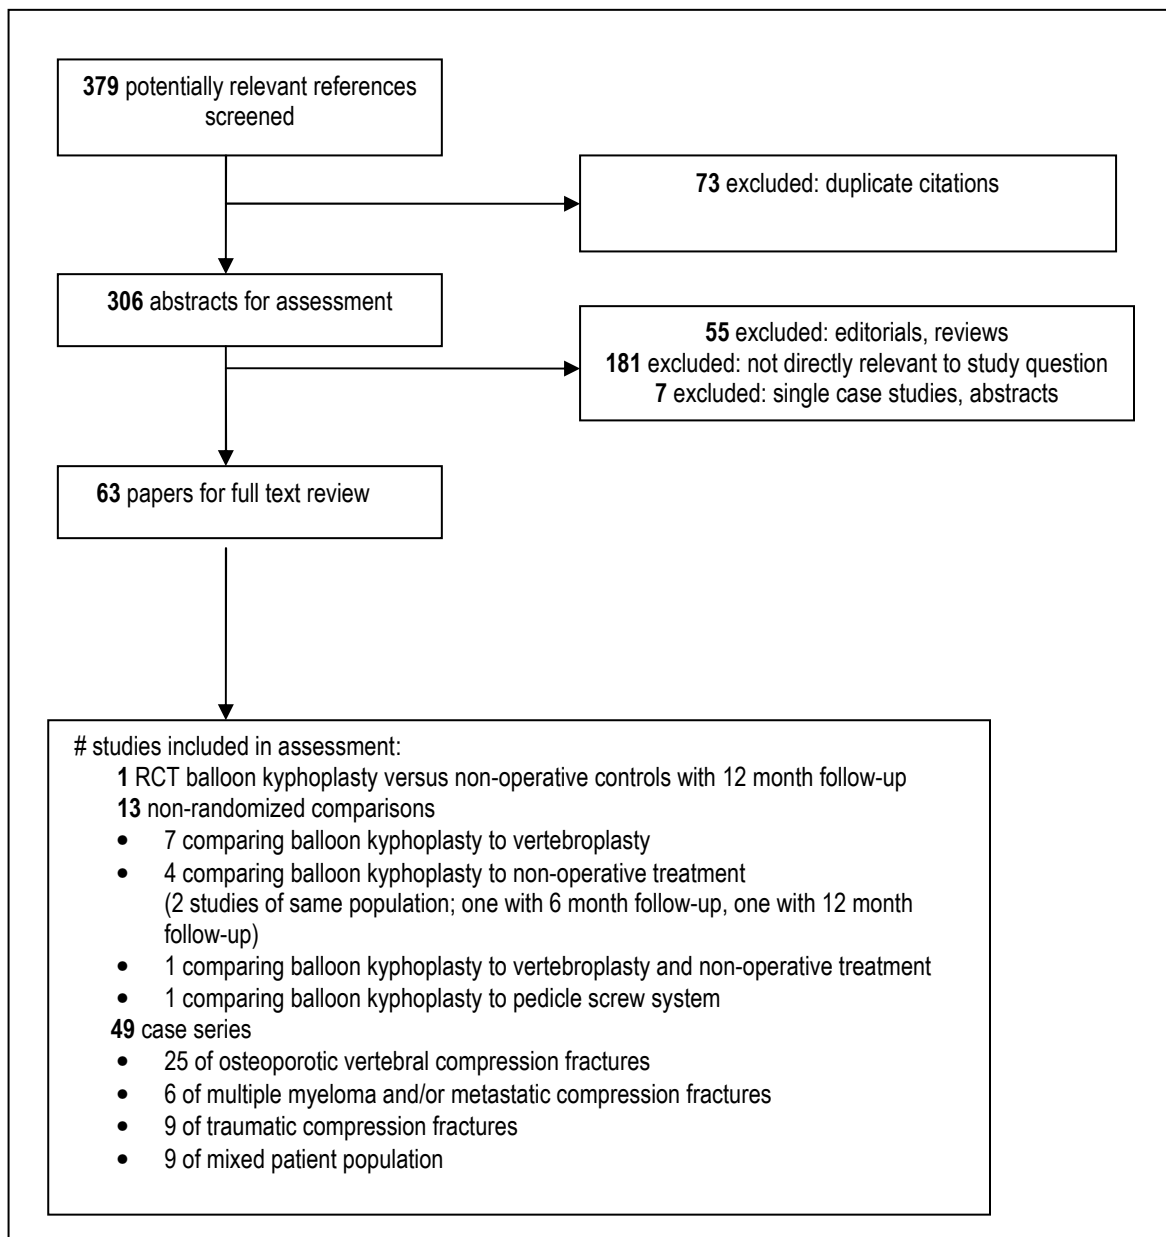 379 potentially relevant references
screened
73 excluded: duplicate citations
306 abstracts for assessment
55 excluded: editorials, reviews
181 excluded: not directly relevant to study question
7 excluded: single case studies, abstracts
63 papers for full text review
# studies included in assessment:
1 RCT balloon kyphoplasty versus non-operative controls with 12 month follow-up
13 non-randomized comparisons
• 7 comparing balloon kyphoplasty to vertebroplasty
• 4 comparing balloon kyphoplasty to non-operative treatment
(2 studies of same population; one with 6 month follow-up, one with 12 month
follow-up)
• 1 comparing balloon kyphoplasty to vertebroplasty and non-operative treatment
• 1 comparing balloon kyphoplasty to pedicle screw system
49 case series
• 25 of osteoporotic vertebral compression fractures
• 6 of multiple myeloma and/or metastatic compression fractures
• 9 of traumatic compression fractures
• 9 of mixed patient population